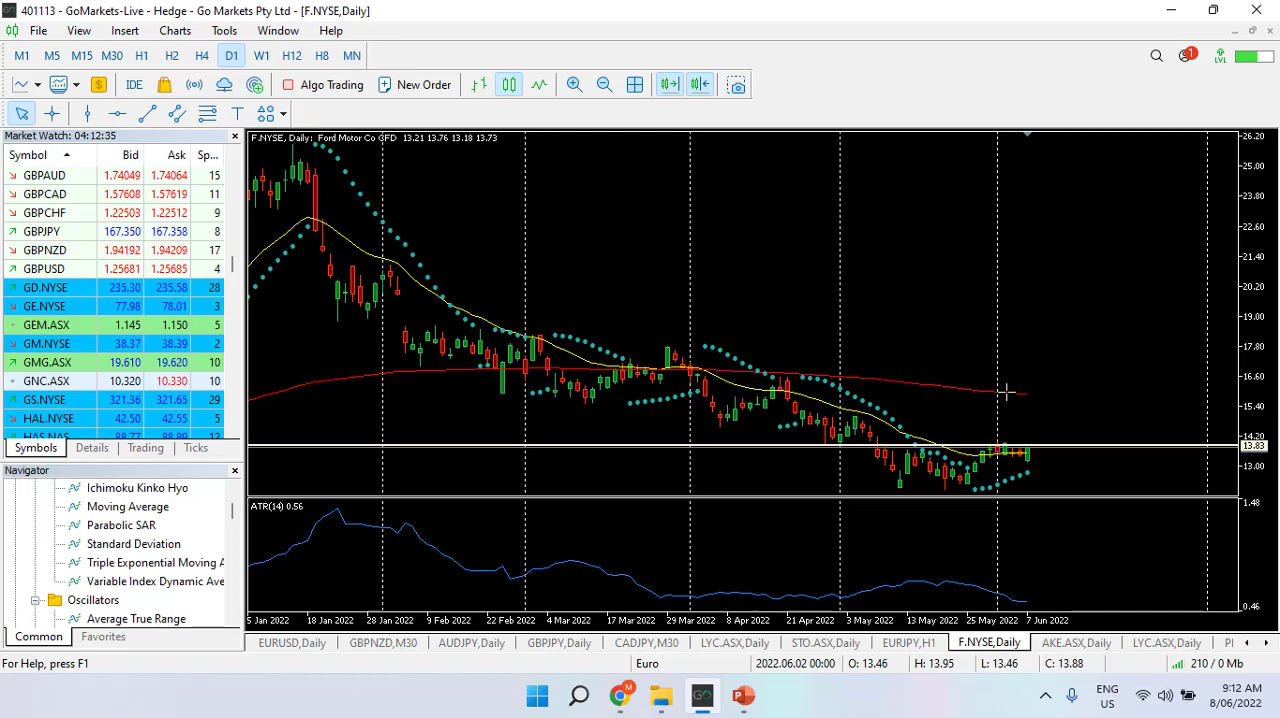 401113 - GoMarkets-Live - Hedge - Go Markets Pty Ltd - [F.NYSE,Daily]
File View Insert Charts Tools Window Help
M1 M5 M15 M30 H1 H2 H4 D1 W1 H12 H8 MN
1 LVL
IDE Algo Trading New Order
Market Watch: 04:12:35
Symbol Bid Ask Sp...
GBPAUD 1.74049 1.74064 15
GBPCAD 1.57608 1.57619 11
GBPCHF 1.22503 1.22512 9
GBPJPY 167.350 167.358 8
GBPNZD 1.94192 1.94209 17
GBPUSD 1.25681 1.25685 4
GD.NYSE 235.30 235.58 28
GE.NYSE 77.98 78.01 3
GEM.ASX 1.145 1.150 5
GM.NYSE 38.37 38.39 2
GMG.ASX 19.610 19.620 10
GNC.ASX 10.320 10.330 10
GS.NYSE 321.36 321.65 29
HAL.NYSE 42.50 42.55 5
HAS.NAS 88.77 88.89 12
Symbols Details Trading Ticks
Navigator
Ichimoku Kinko Hyo
Moving Average
Parabolic SAR
Standard Deviation
Triple Exponential Moving A
Variable Index Dynamic Ave
Oscillators
Average True Range
Common Favorites
F.NYSE, Daily: Ford Motor Co CFD 13.21 13.76 13.18 13.73
26.20
25.00
23.80
22.60
21.40
20.20
19.00
17.80
16.60
15.40
14.20
13.83
13.00
ATR(14) 0.56
1.48
0.46
5 Jan 2022 18 Jan 2022 28 Jan 2022 9 Feb 2022 22 Feb 2022 4 Mar 2022 17 Mar 2022 29 Mar 2022 8 Apr 2022 21 Apr 2022 3 May 2022 13 May 2022 25 May 2022 7 Jun 2022
EURUSD,Daily GBPNZD,M30 AUDJPY,Daily GBPJPY,Daily CADJPY,M30 LYC.ASX,Daily STO.ASX,Daily EURJPY,H1 F.NYSE,Daily AKE.ASX,Daily LYC.ASX,Daily
For Help, press F1 Euro 2022.06.02 00:00 O: 13.46 H: 13.95 L: 13.46 C: 13.88 210 / 0 Mb
M GO P
ENG
US
9:12 AM
8/06/2022